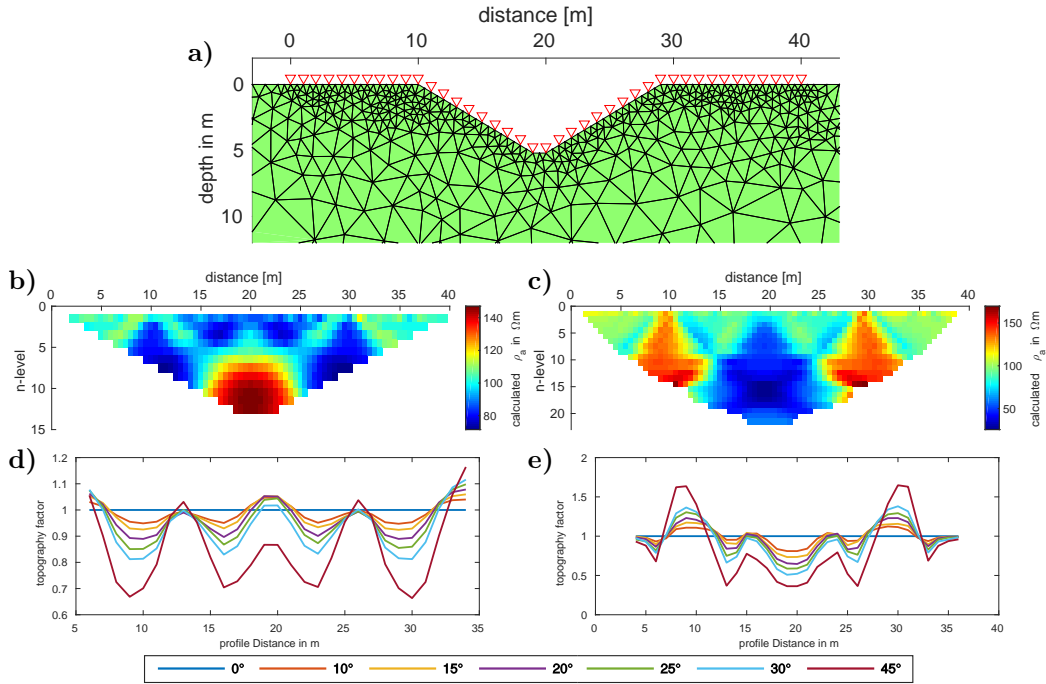 distance [m]
a)
0 10 20 30 40
0
5
10
depth in m
b)
distance [m]
0 5 10 15 20 25 30 35 40
0
5
10
15
n-level
140
120
100
80
calculated ρa in Ωm
c)
distance [m]
0 5 10 15 20 25 30 35 40
0
5
10
15
20
n-level
150
100
50
calculated ρa in Ωm
d)
1.2
1.1
1
0.9
0.8
0.7
0.6
topography factor
5 10 15 20 25 30 35
profile Distance in m
e)
2
1.5
1
0.5
0
topography factor
0 5 10 15 20 25 30 35 40
profile Distance in m
0° 10° 15° 20° 25° 30° 45°